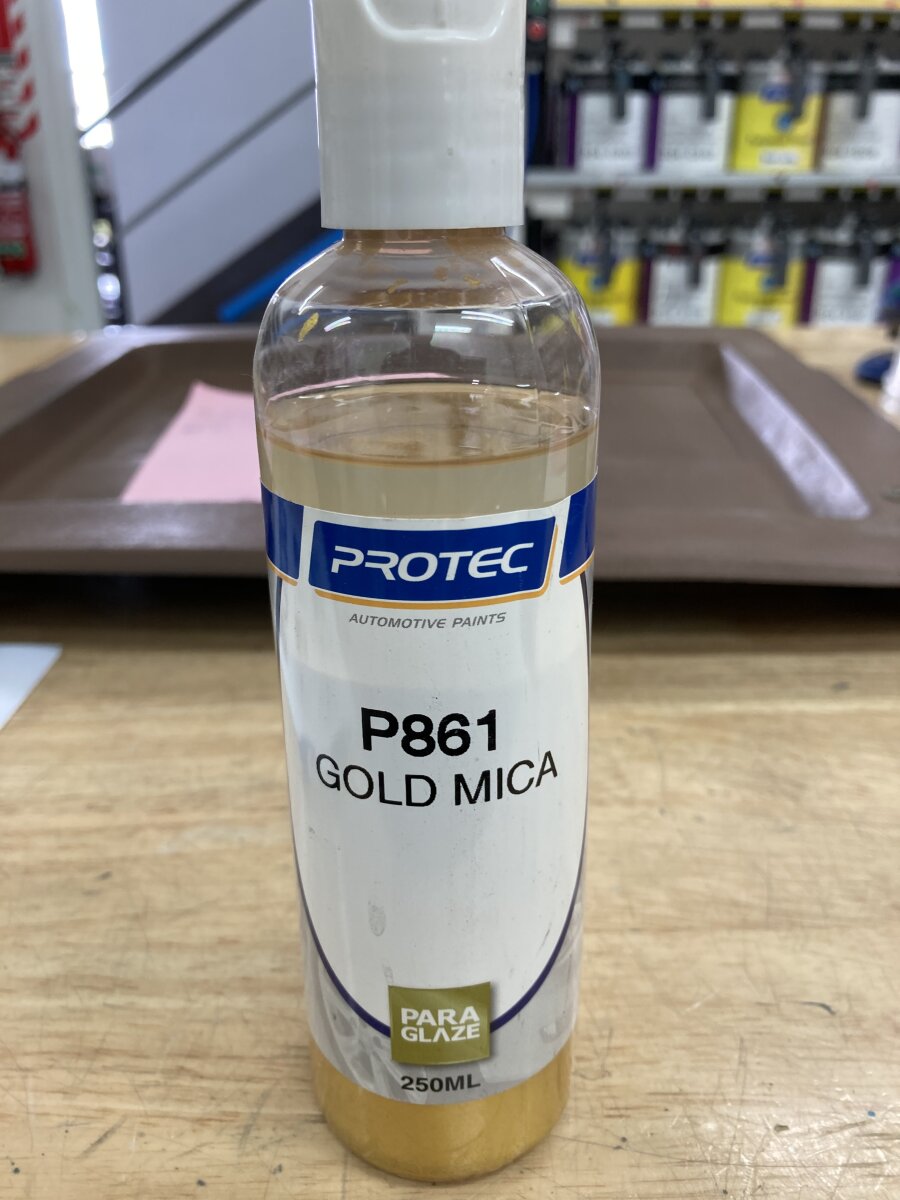 PROTEC
AUTOMOTIVE PAINTS
P861
GOLD MICA
PARA
GLAZE
250ML